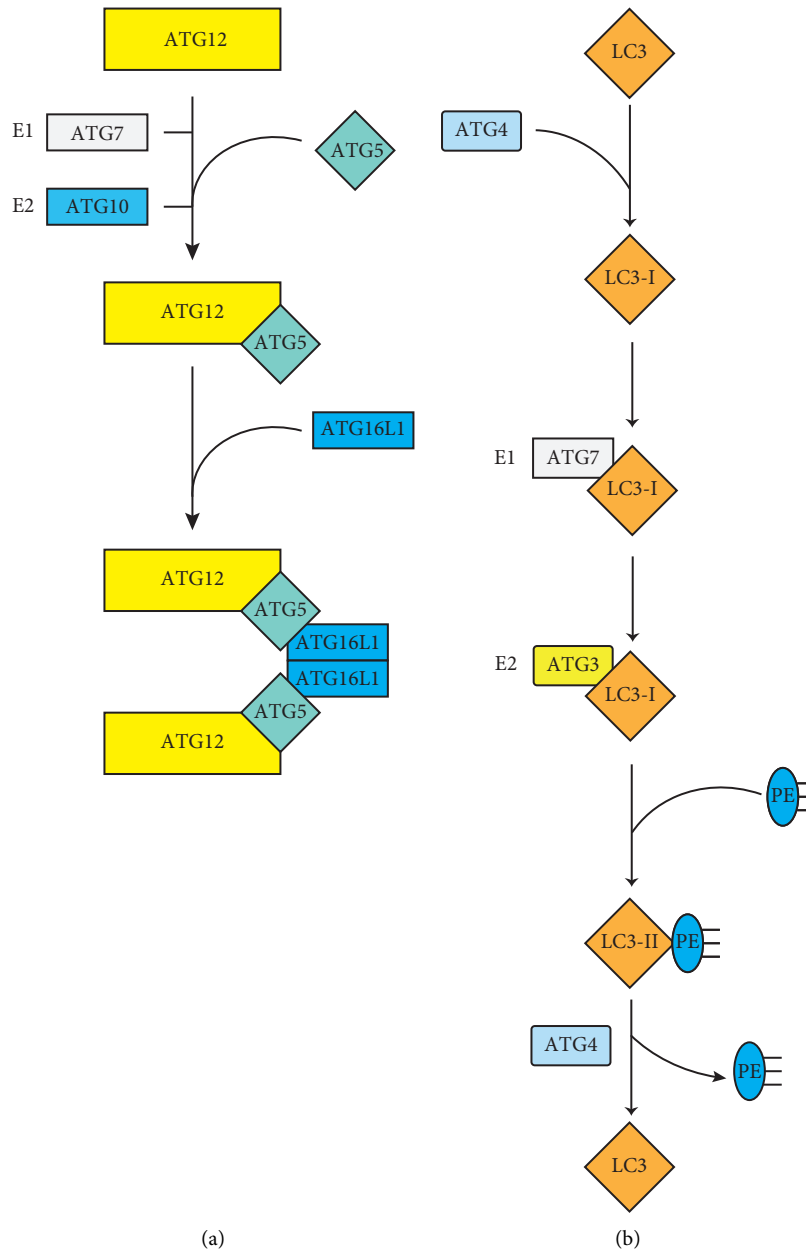 ATG12
E1
ATG7
ATG5
E2
ATG10
ATG12
ATG5
ATG16L1
ATG12
ATG5
ATG16L1
ATG16L1
ATG5
ATG12
(a)
LC3
ATG4
LC3-I
E1
ATG7
LC3-I
E2
ATG3
LC3-I
PE
LC3-II
PE
ATG4
PE
LC3
(b)